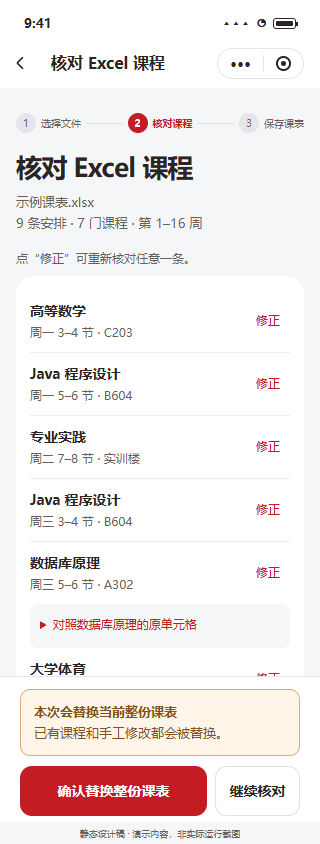 9:41
核对 Excel 课程
1 选择文件 2 核对课程 3 保存课表
核对 Excel 课程
示例课表.xlsx
9 条安排 · 7 门课程 · 第 1–16 周
点“修正”可重新核对任意一条。
高等数学
修正
周一 3–4 节 · C203
Java 程序设计
修正
周一 5–6 节 · B604
专业实践
修正
周二 7–8 节 · 实训楼
Java 程序设计
修正
周三 3–4 节 · B604
数据库原理
修正
周三 5–6 节 · A302
对照数据库原理的原单元格
大学体育
本次会替换当前整份课表
已有课程和手工修改都会被替换。
确认替换整份课表 继续核对
静态设计稿 · 演示内容，非实际运行截图